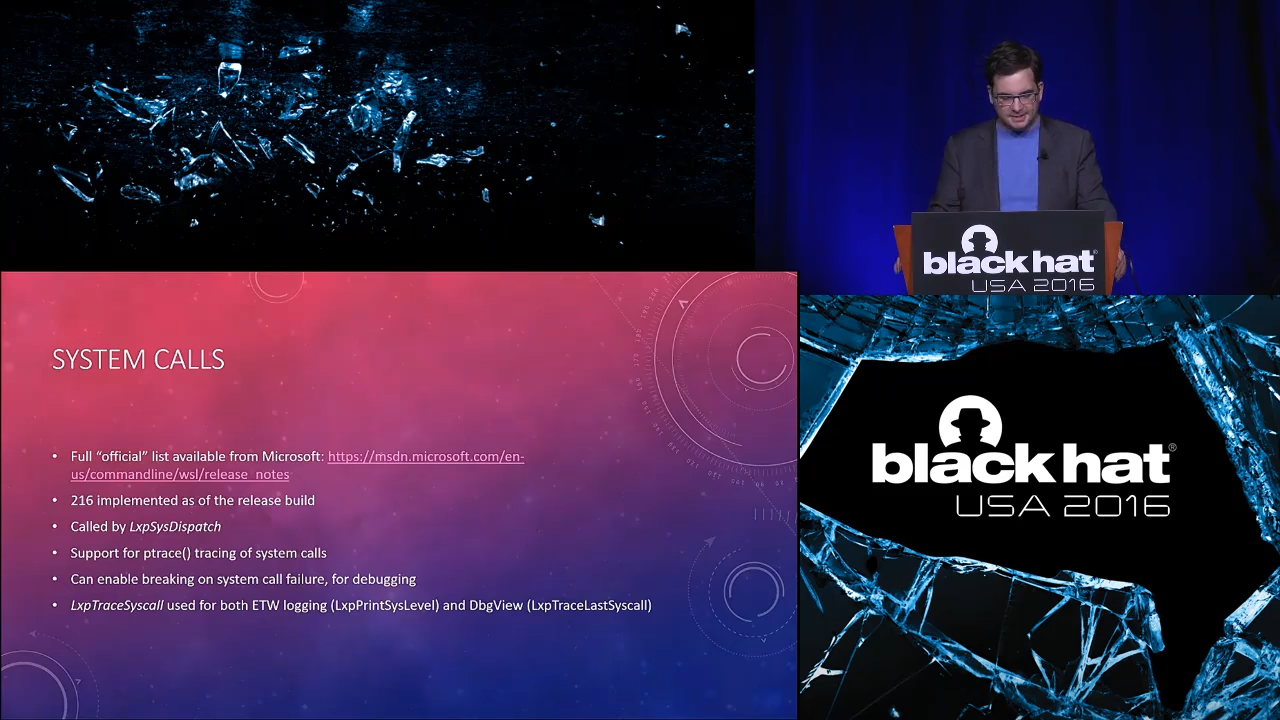 black hat®
USA 2016
SYSTEM CALLS
• Full “official” list available from Microsoft: https://msdn.microsoft.com/en-
us/commandline/wsl/release_notes
• 216 implemented as of the release build
• Called by LxpSysDispatch
• Support for ptrace() tracing of system calls
• Can enable breaking on system call failure, for debugging
• LxpTraceSyscall used for both ETW logging (LxpPrintSysLevel) and DbgView (LxpTraceLastSyscall)
black hat®
USA 2016